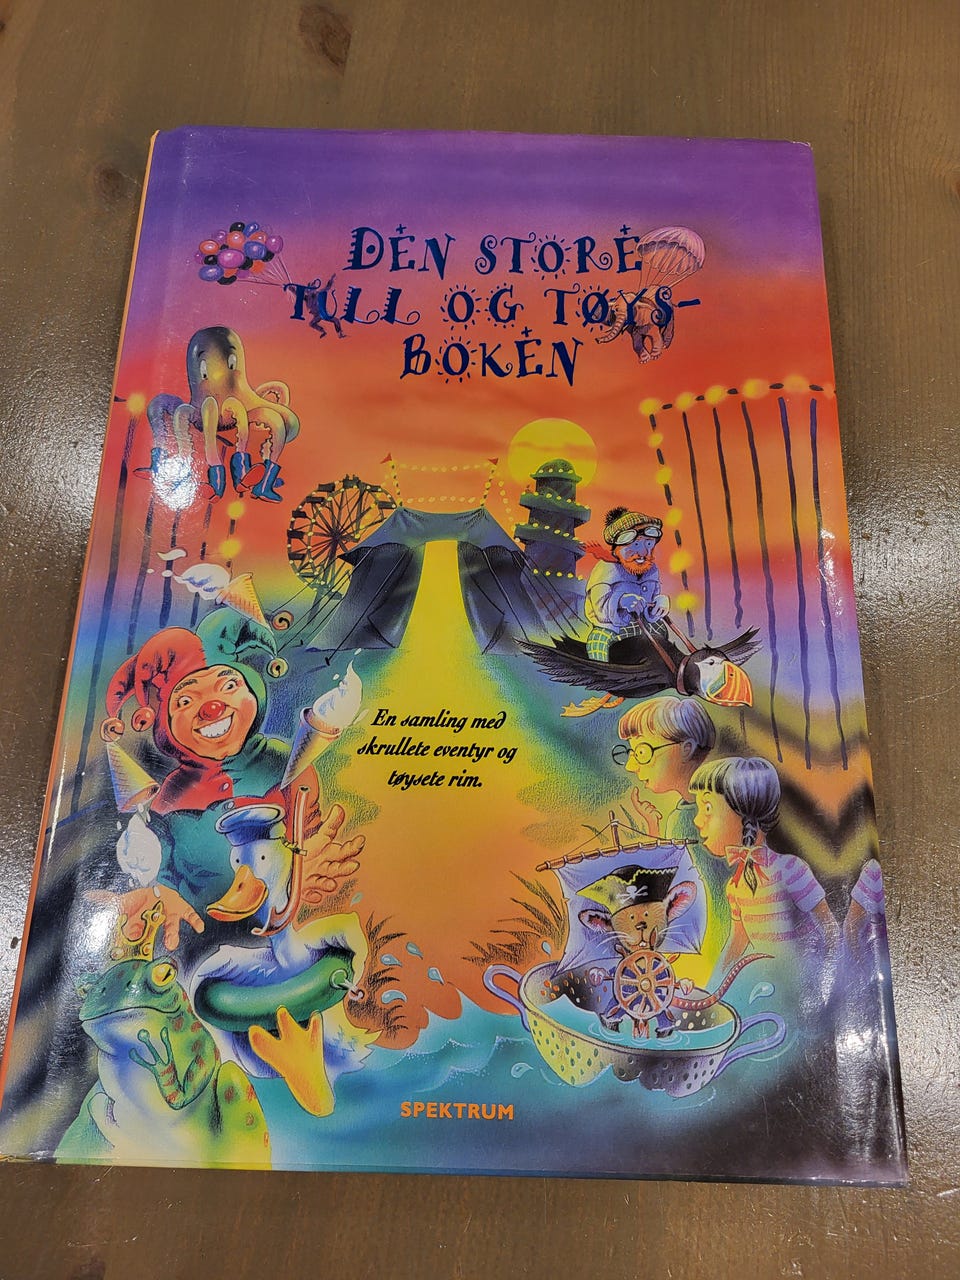 DEN STORE
TULL OG TØYS-
BOKEN
En samling med
skrullete eventyr og
tøysete rim.
SPEKTRUM